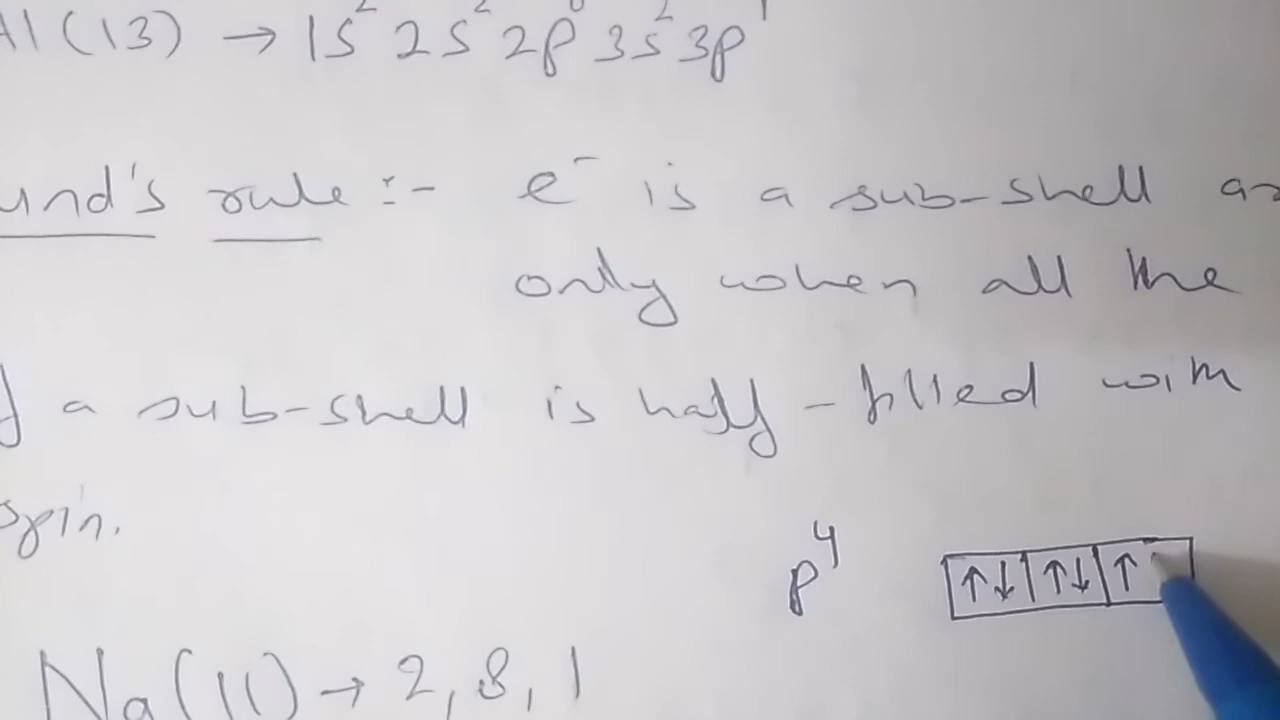 Al(13) → 1s² 2s² 2p⁶ 3s² 3p¹
und's rule :- e⁻ is a sub-shell
only when all the
a sub-shell is half-filled with
spin.
p⁴ ↑↓ ↑↓ ↑
Na(11) → 2, 8, 1